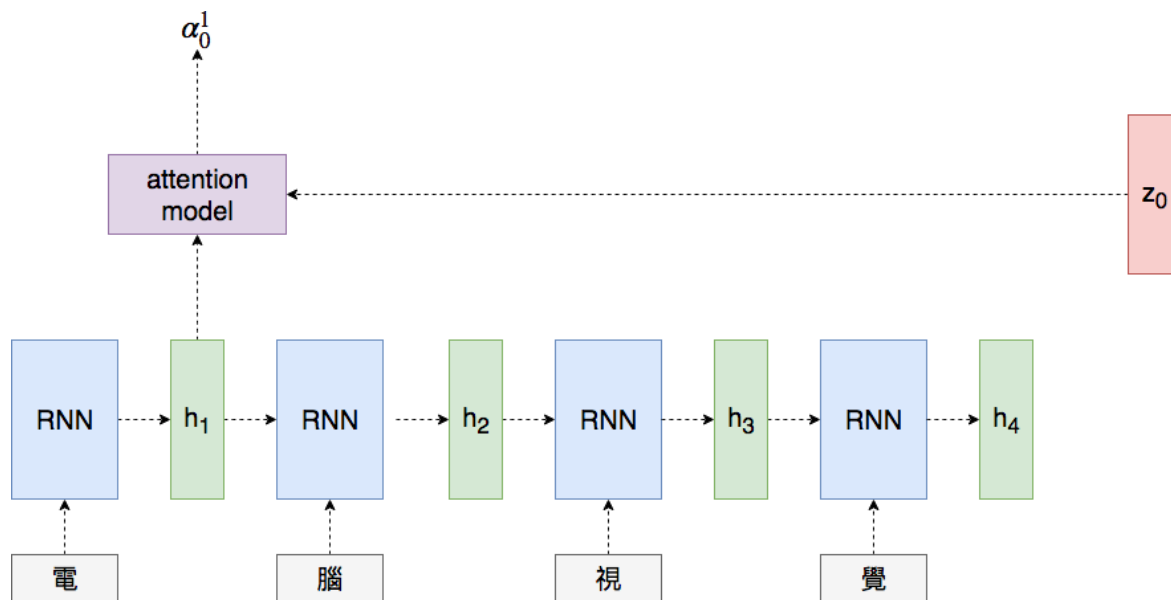 α₀¹
attention
model
z₀
RNN
h₁
RNN
h₂
RNN
h₃
RNN
h₄
電
腦
視
覺